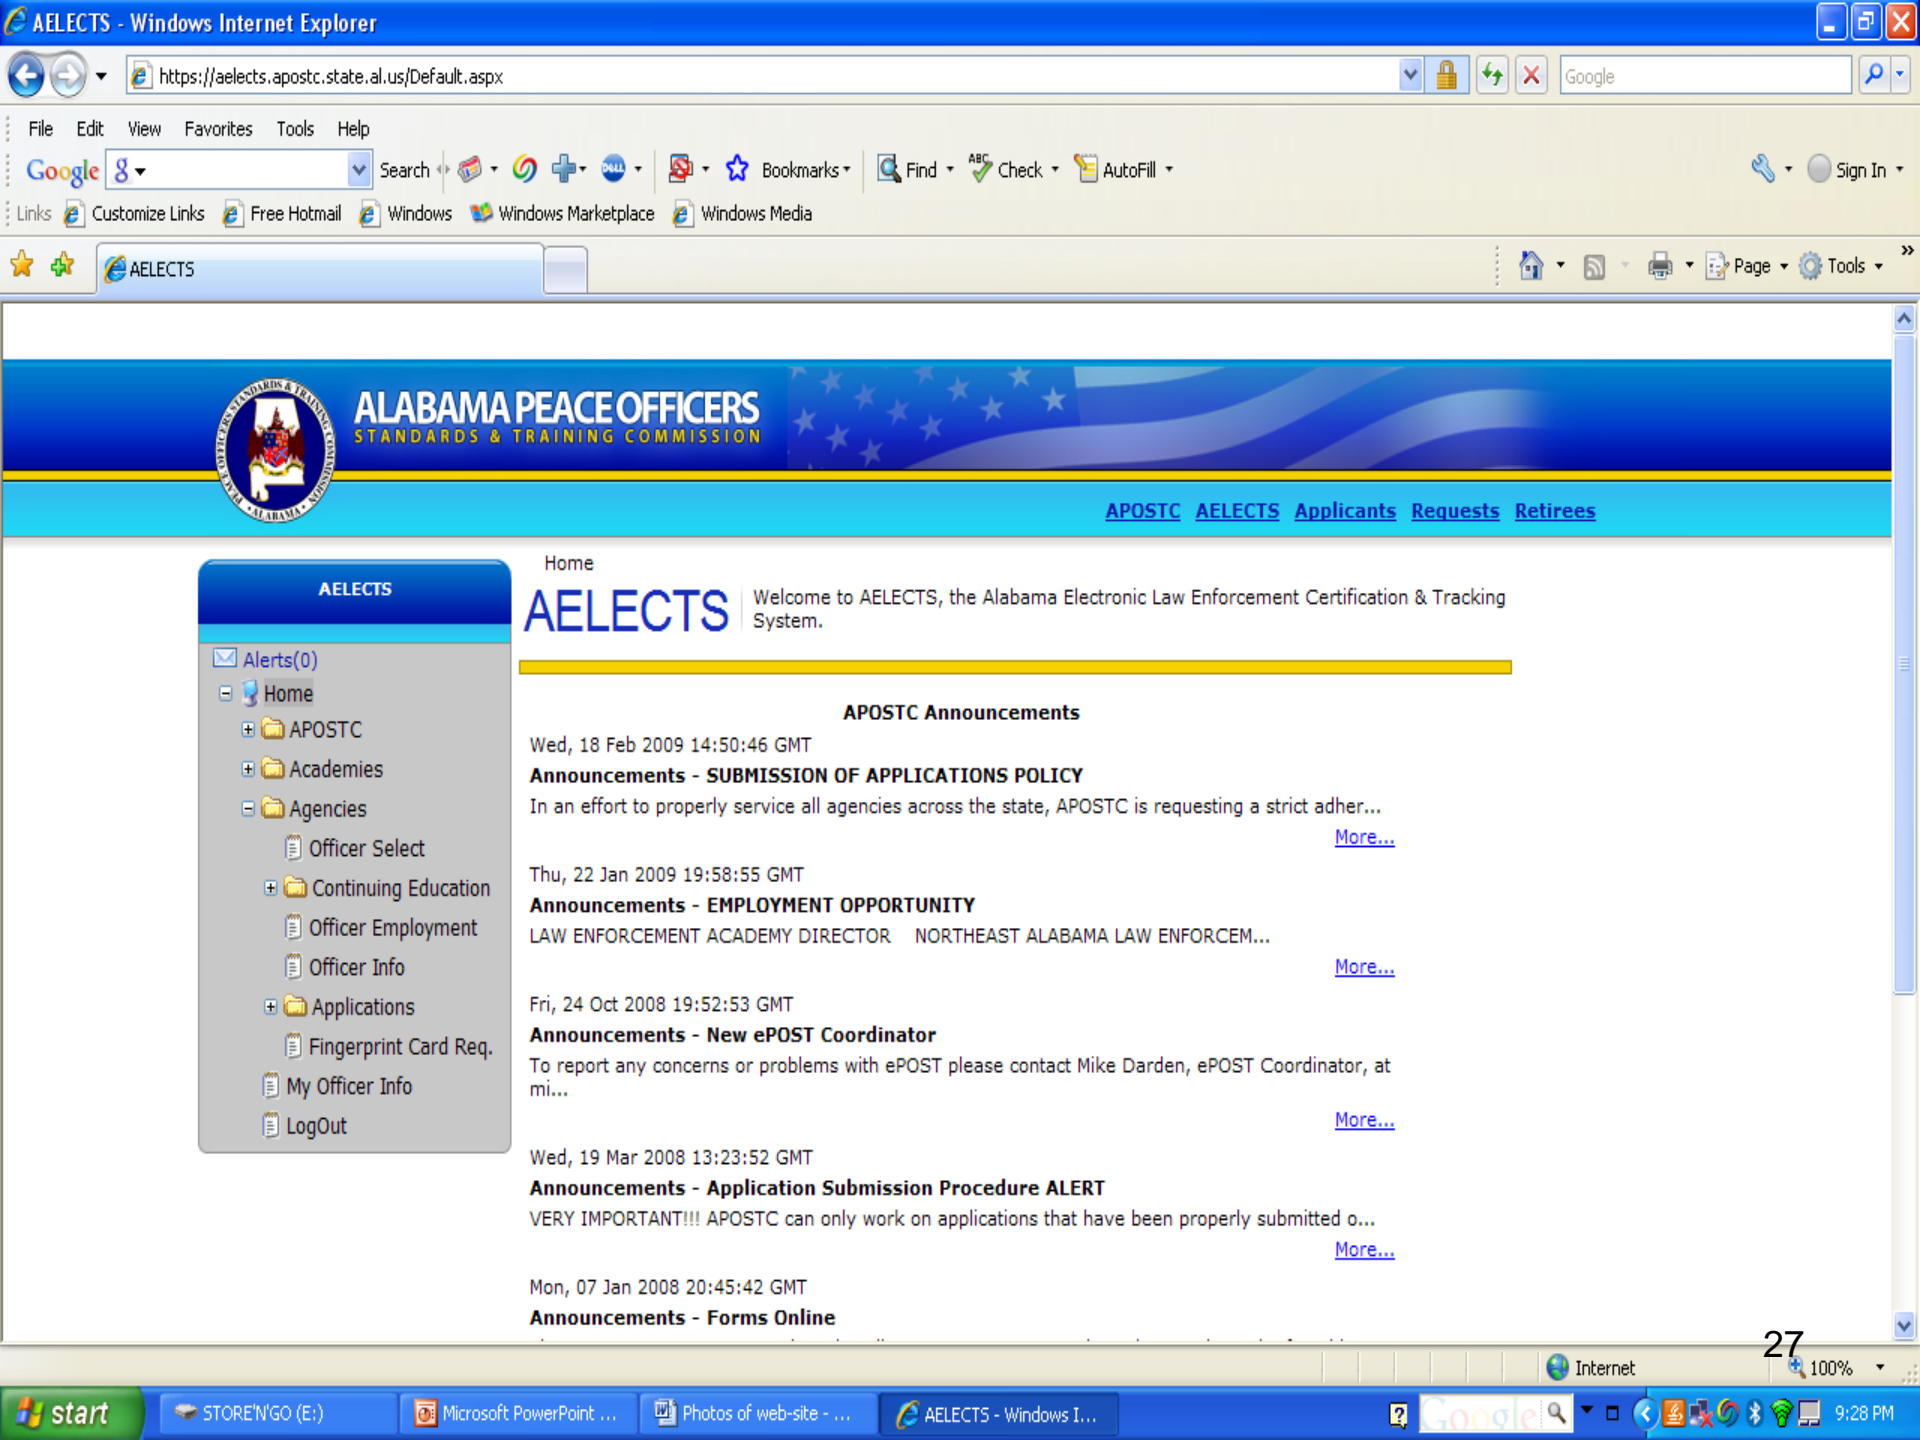 AELECTS - Windows Internet Explorer
https://aelects.apostc.state.al.us/Default.aspx
Google
File Edit View Favorites Tools Help
Google g Search Bookmarks Find ABC Check AutoFill Sign In
Links Customize Links Free Hotmail Windows Windows Marketplace Windows Media
AELECTS Page Tools »
ALABAMA PEACE OFFICERS
STANDARDS & TRAINING COMMISSION
PEACE OFFICERS STANDARDS & TRAINING COMMISSION
ALABAMA
APOSTC AELECTS Applicants Requests Retirees
AELECTS
Alerts(0)
Home
APOSTC
Academies
Agencies
Officer Select
Continuing Education
Officer Employment
Officer Info
Applications
Fingerprint Card Req.
My Officer Info
LogOut
Home
AELECTS
Welcome to AELECTS, the Alabama Electronic Law Enforcement Certification & Tracking
System.
APOSTC Announcements
Wed, 18 Feb 2009 14:50:46 GMT
Announcements - SUBMISSION OF APPLICATIONS POLICY
In an effort to properly service all agencies across the state, APOSTC is requesting a strict adher...
More...
Thu, 22 Jan 2009 19:58:55 GMT
Announcements - EMPLOYMENT OPPORTUNITY
LAW ENFORCEMENT ACADEMY DIRECTOR NORTHEAST ALABAMA LAW ENFORCEM...
More...
Fri, 24 Oct 2008 19:52:53 GMT
Announcements - New ePOST Coordinator
To report any concerns or problems with ePOST please contact Mike Darden, ePOST Coordinator, at
mi...
More...
Wed, 19 Mar 2008 13:23:52 GMT
Announcements - Application Submission Procedure ALERT
VERY IMPORTANT!!! APOSTC can only work on applications that have been properly submitted o...
More...
Mon, 07 Jan 2008 20:45:42 GMT
Announcements - Forms Online
27
Internet 100%
start STORE'N'GO (E:) Microsoft PowerPoint ... Photos of web-site - ... AELECTS - Windows I... Google 9:28 PM